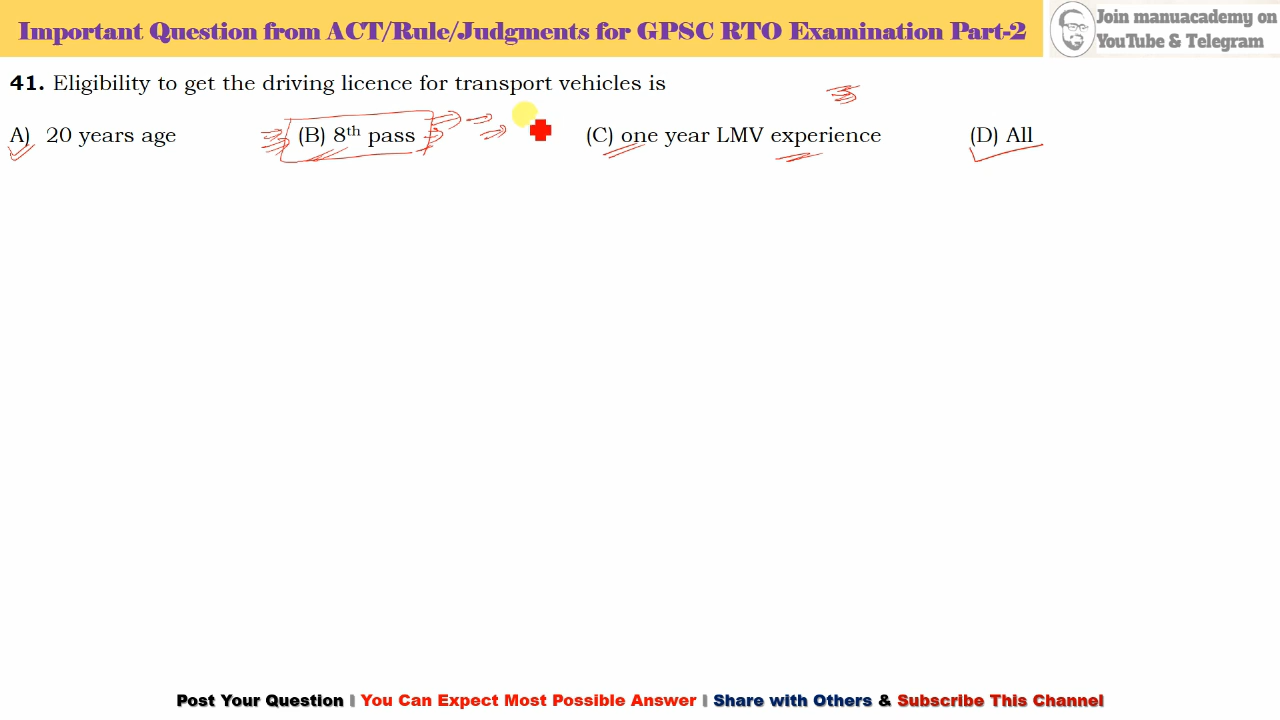 Important Question from ACT/Rule/Judgments for GPSC RTO Examination Part-2
Join manuacademy on
YouTube & Telegram
41. Eligibility to get the driving licence for transport vehicles is
A) 20 years age (B) 8th pass (C) one year LMV experience (D) All
Post Your Question | You Can Expect Most Possible Answer | Share with Others & Subscribe This Channel